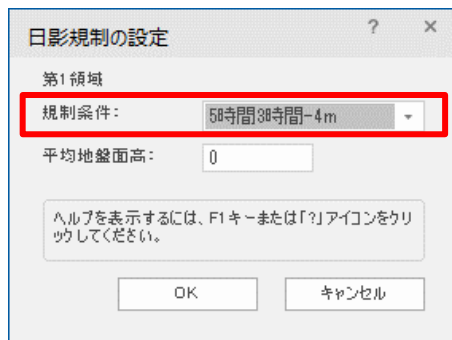 日影規制の設定
? ×
第1領域
規制条件: 5時間3時間-4m
平均地盤面高: 0
ヘルプを表示するには、F1キーまたは「?」アイコンをクリ
ックしてください。
OK キャンセル